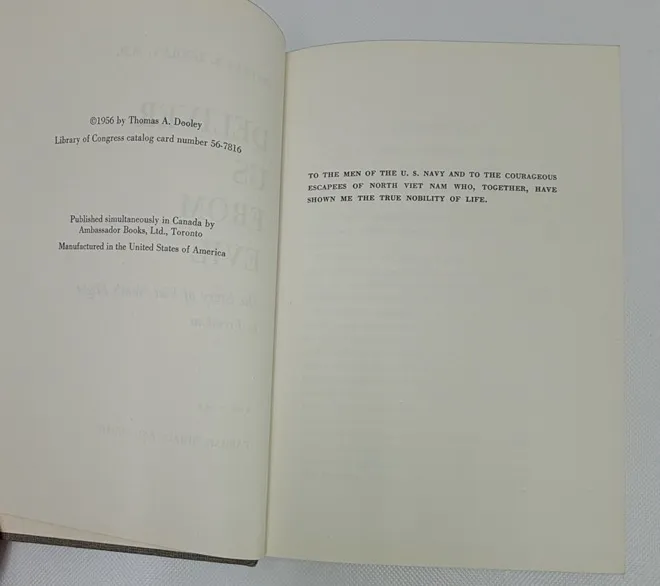 ©1956 by Thomas A. Dooley
Library of Congress catalog card number 56-7816
Published simultaneously in Canada by
Ambassador Books, Ltd., Toronto
Manufactured in the United States of America
TO THE MEN OF THE U. S. NAVY AND TO THE COURAGEOUS
ESCAPEES OF NORTH VIET NAM WHO, TOGETHER, HAVE
SHOWN ME THE TRUE NOBILITY OF LIFE.